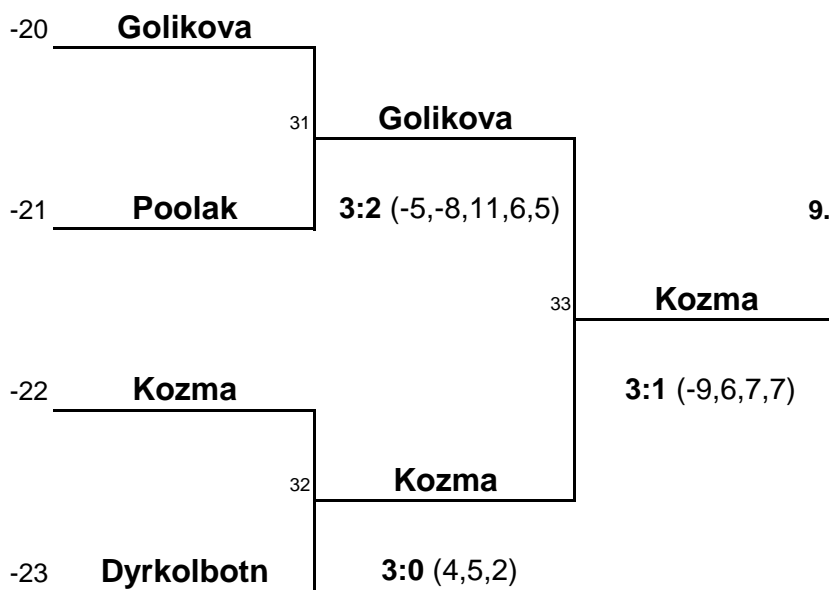 -20 Golikova
31 Golikova
-21 Poolak 3:2 (-5,-8,11,6,5) 9.
33 Kozma
-22 Kozma 3:1 (-9,6,7,7)
32 Kozma
-23 Dyrkolbotn 3:0 (4,5,2)